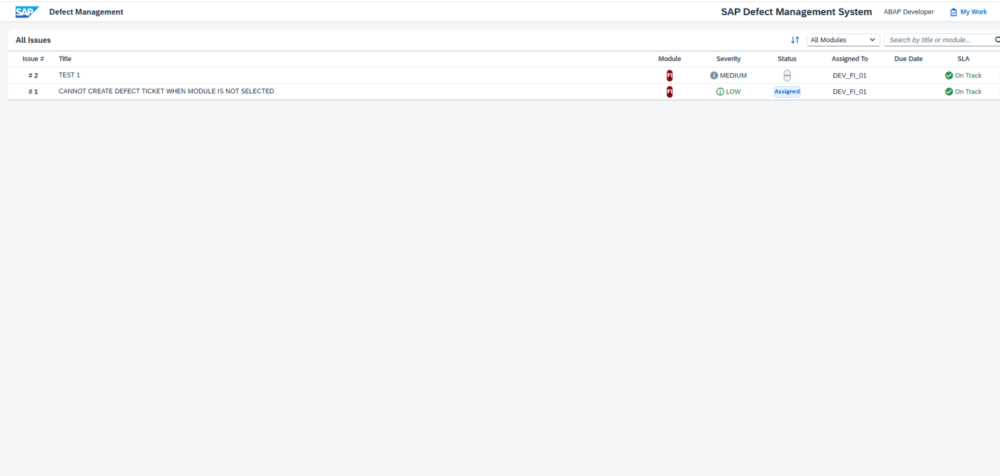 SAP Defect Management SAP Defect Management System ABAP Developer My Work
All Issues All Modules Search by title or module...
Issue # Title Module Severity Status Assigned To Due Date SLA
# 2 TEST 1 FI MEDIUM — DEV_FI_01 On Track
# 1 CANNOT CREATE DEFECT TICKET WHEN MODULE IS NOT SELECTED FI LOW Assigned DEV_FI_01 On Track